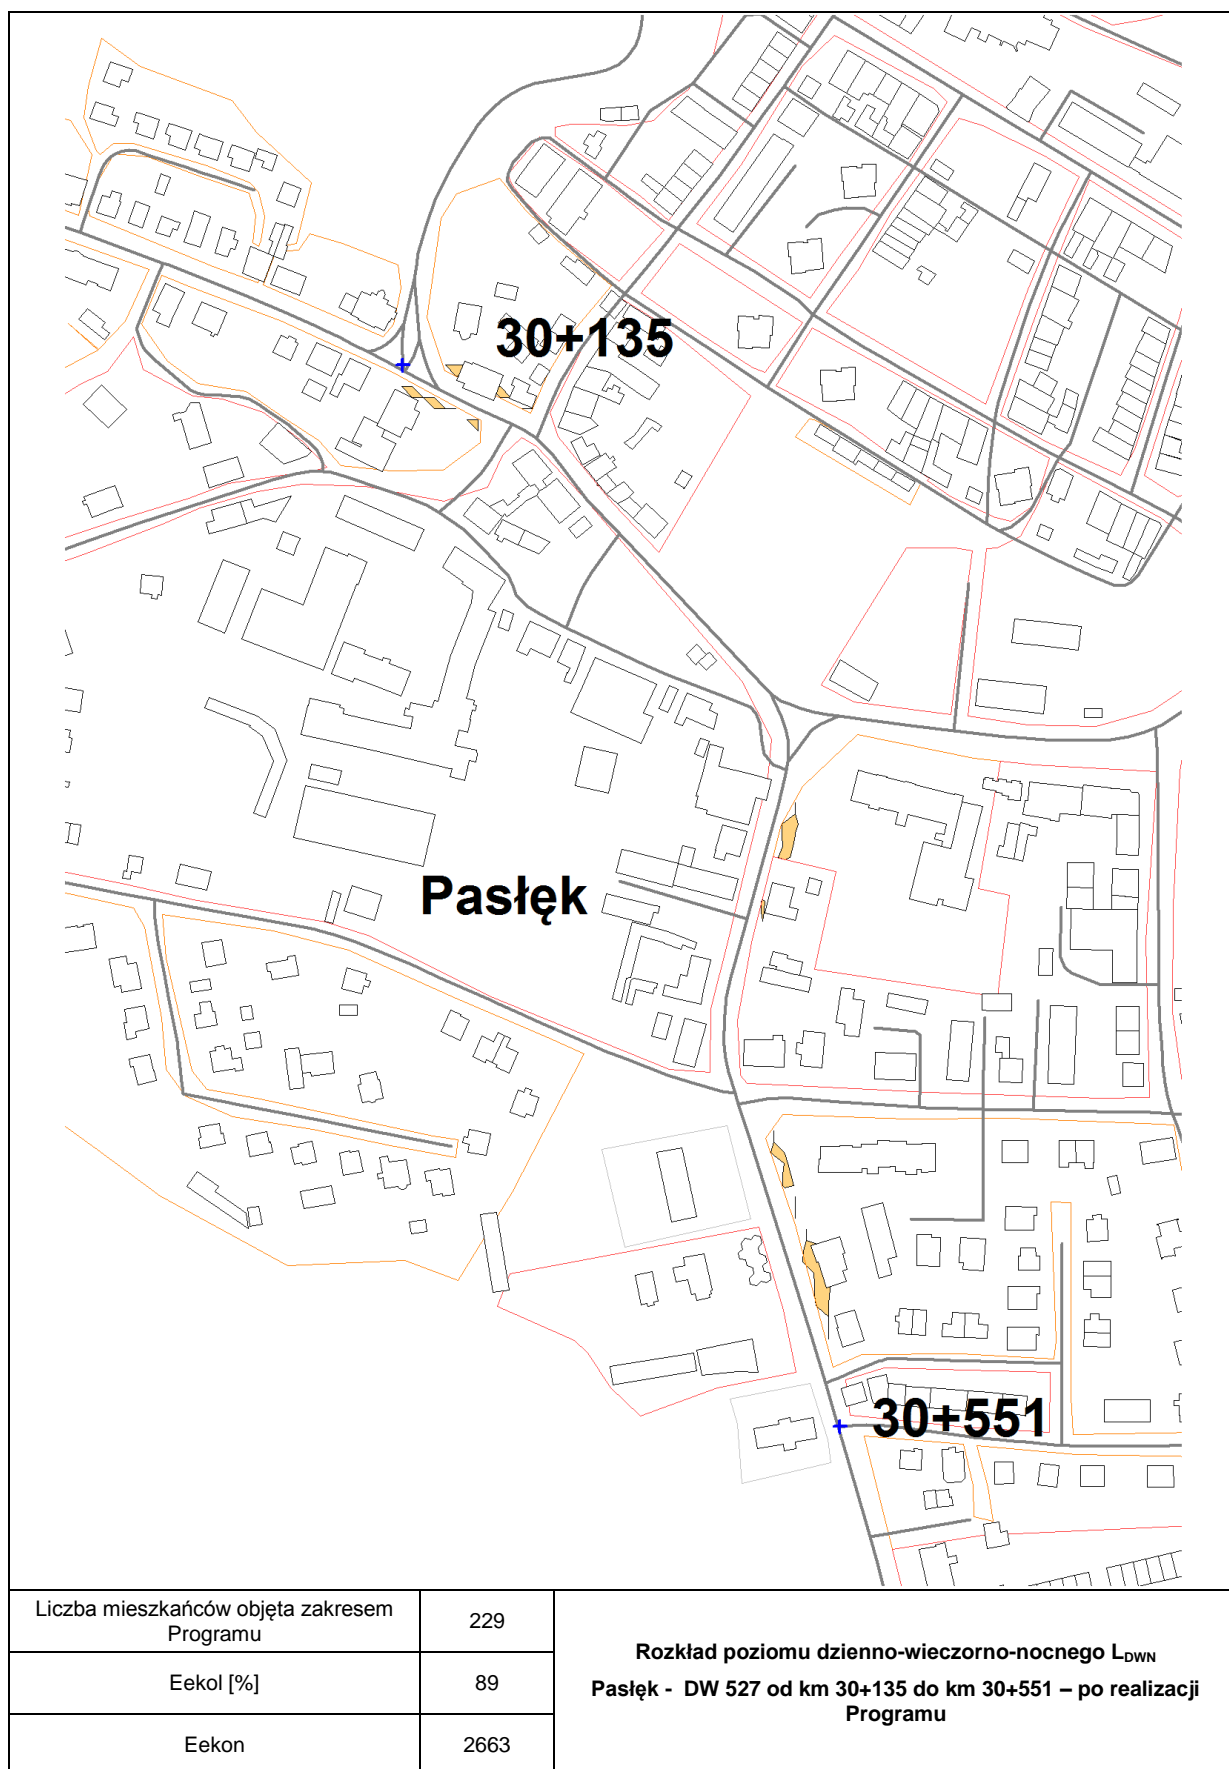 30+135
Pasłęk
30+551
Liczba mieszkańców objęta zakresem
Programu
229
Eekol [%]
89
Eekon
2663
Rozkład poziomu dzienno-wieczorno-nocnego LDWN
Pasłęk - DW 527 od km 30+135 do km 30+551 – po realizacji
Programu